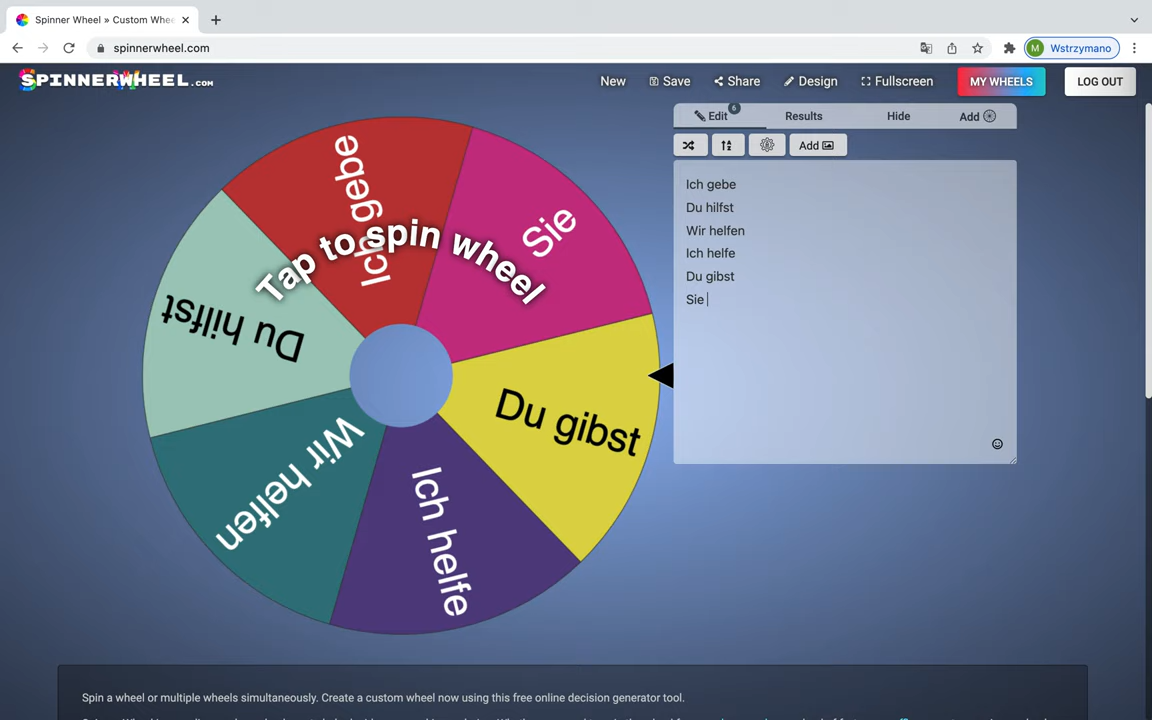 Spinner Wheel » Custom Whee
spinnerwheel.com
M Wstrzymano
SPINNERWHEEL.COM
New Save Share Design Fullscreen MY WHEELS LOG OUT
Edit 6 Results Hide Add
Add
Ich gebe
Du hilfst
Wir helfen
Ich helfe
Du gibst
Sie
Tap to spin wheel
Ich gebe
Sie
Du hilfst
Du gibst
Wir helfen
Ich helfe
Spin a wheel or multiple wheels simultaneously. Create a custom wheel now using this free online decision generator tool.